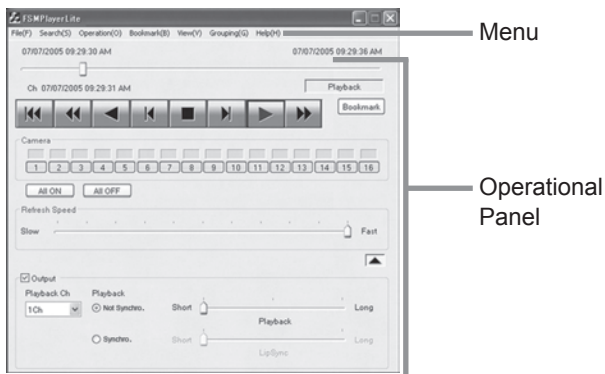 FSMPlayerLite
File(F) Search(S) Operation(O) Bookmark(B) View(V) Grouping(G) Help(H)
Menu
07/07/2005 09:29:30 AM 07/07/2005 09:29:36 AM
Ch 07/07/2005 09:29:31 AM Playback
Bookmark
Camera
1 2 3 4 5 6 7 8 9 10 11 12 13 14 15 16
All ON All OFF
Operational
Panel
Refresh Speed
Slow Fast
Output
Playback Ch Playback
1Ch Not Synchro. Short Long
Playback
Synchro. Short Long
LipSync